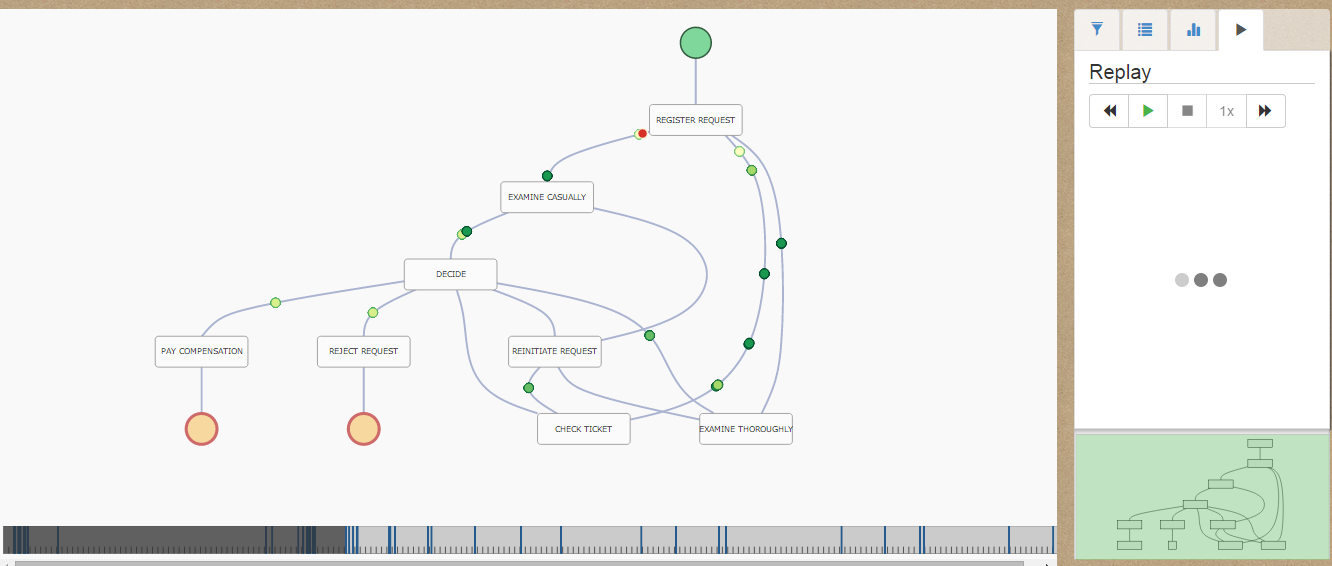 Replay
1x
REGISTER REQUEST
EXAMINE CASUALLY
DECIDE
PAY COMPENSATION
REJECT REQUEST
REINITIATE REQUEST
CHECK TICKET
EXAMINE THOROUGHLY